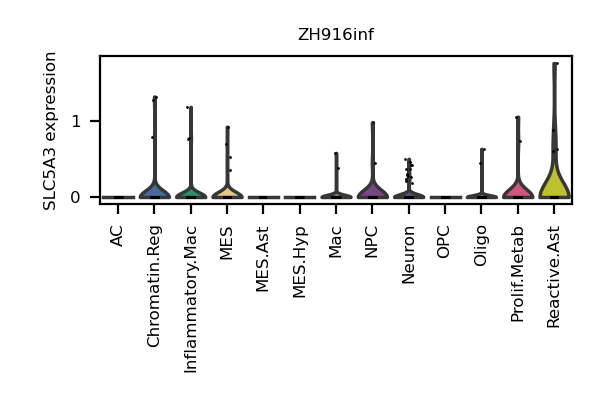 ZH916inf
SLC5A3 expression
1
0
AC
Chromatin.Reg
Inflammatory.Mac
MES
MES.Ast
MES.Hyp
Mac
NPC
Neuron
OPC
Oligo
Prolif.Metab
Reactive.Ast